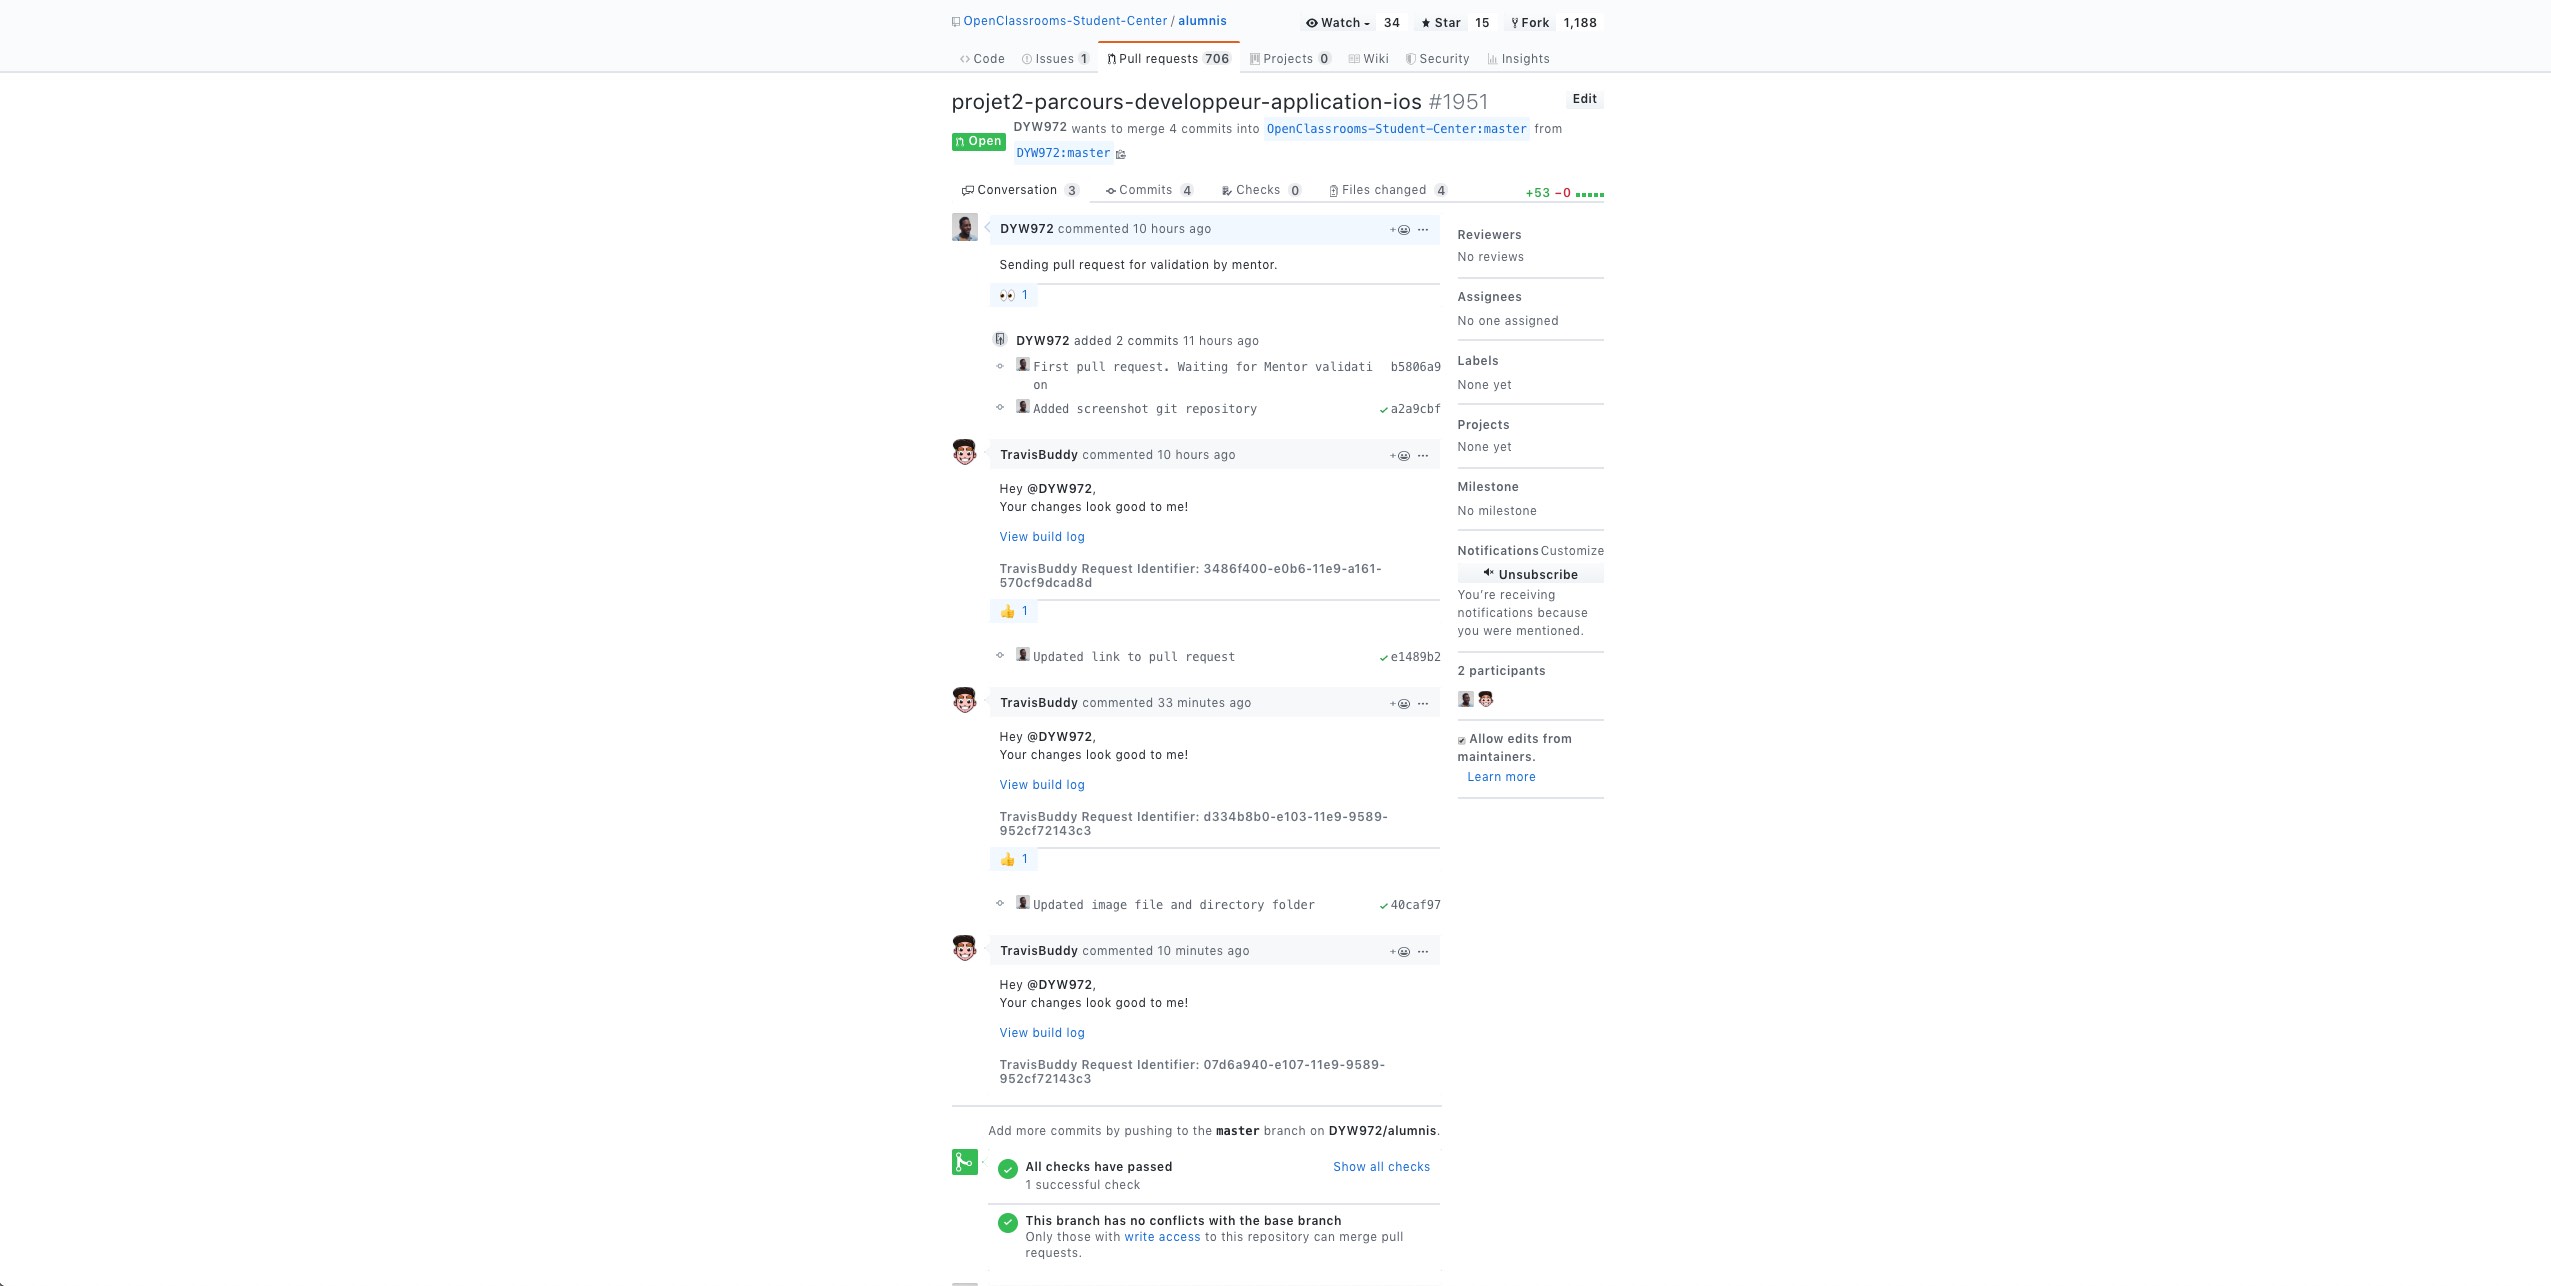 OpenClassrooms-Student-Center / alumnis
Watch 34 Star 15 Fork 1,188
Code Issues 1 Pull requests 706 Projects 0 Wiki Security Insights
projet2-parcours-developpeur-application-ios #1951
Edit
Open
DYW972 wants to merge 4 commits into OpenClassrooms-Student-Center:master from
DYW972:master
Conversation 3 Commits 4 Checks 0 Files changed 4 +53 −0
DYW972 commented 10 hours ago
Sending pull request for validation by mentor.
1
DYW972 added 2 commits 11 hours ago
First pull request. Waiting for Mentor validati b5806a9
on
Added screenshot git repository a2a9cbf
TravisBuddy commented 10 hours ago
Hey @DYW972,
Your changes look good to me!
View build log
TravisBuddy Request Identifier: 3486f400-e0b6-11e9-a161-
570cf9dcad8d
1
Updated link to pull request e1489b2
TravisBuddy commented 33 minutes ago
Hey @DYW972,
Your changes look good to me!
View build log
TravisBuddy Request Identifier: d334b8b0-e103-11e9-9589-
952cf72143c3
1
Updated image file and directory folder 40caf97
TravisBuddy commented 10 minutes ago
Hey @DYW972,
Your changes look good to me!
View build log
TravisBuddy Request Identifier: 07d6a940-e107-11e9-9589-
952cf72143c3
Add more commits by pushing to the master branch on DYW972/alumnis.
All checks have passed Show all checks
1 successful check
This branch has no conflicts with the base branch
Only those with write access to this repository can merge pull
requests.
Reviewers
No reviews
Assignees
No one assigned
Labels
None yet
Projects
None yet
Milestone
No milestone
Notifications Customize
Unsubscribe
You're receiving
notifications because
you were mentioned.
2 participants
Allow edits from
maintainers.
Learn more